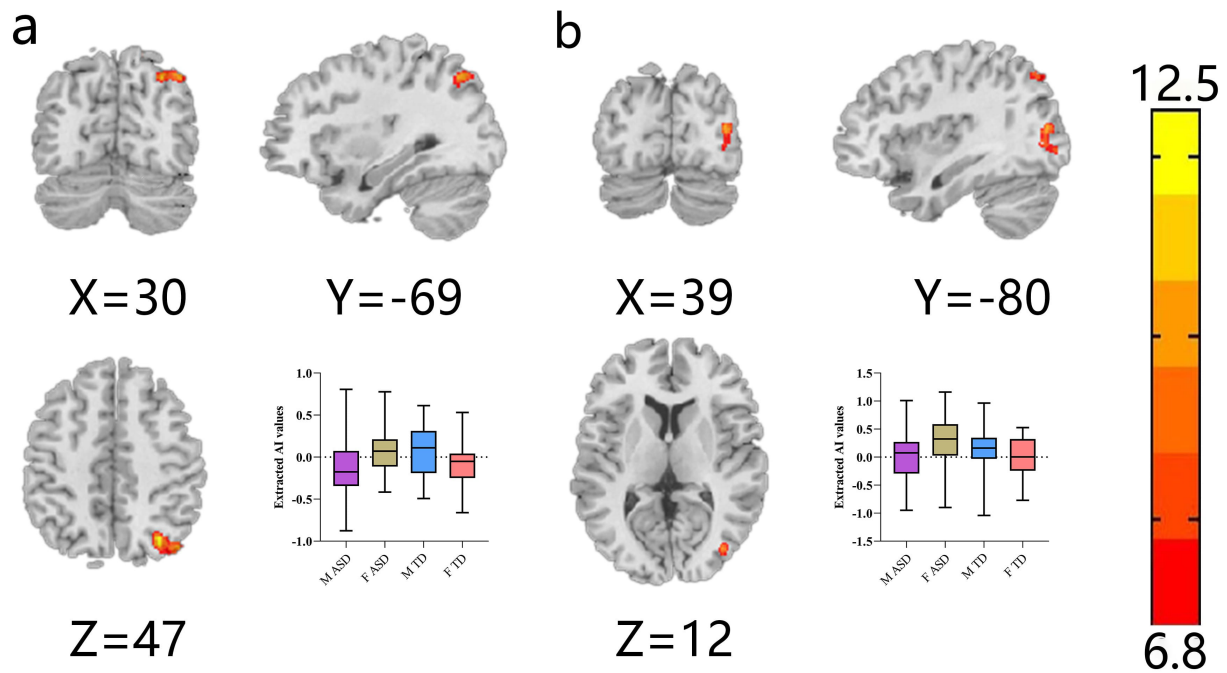 a
X=30
Y=-69
Z=47
Extracted AI values
1.0
0.5
0.0
-0.5
-1.0
M ASD
F ASD
M TD
F TD
b
X=39
Y=-80
Z=12
Extracted AI values
1.5
1.0
0.5
0.0
-0.5
-1.0
-1.5
M ASD
F ASD
M TD
F TD
12.5
6.8